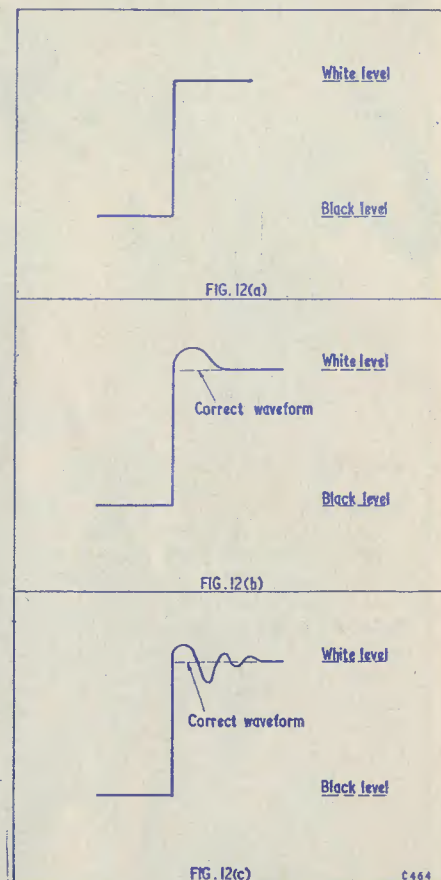 White level
Black level
FIG. 12(a)
White level
Correct waveform
Black level
FIG. 12(b)
White level
Correct waveform
Black level
FIG. 12(c)
C464